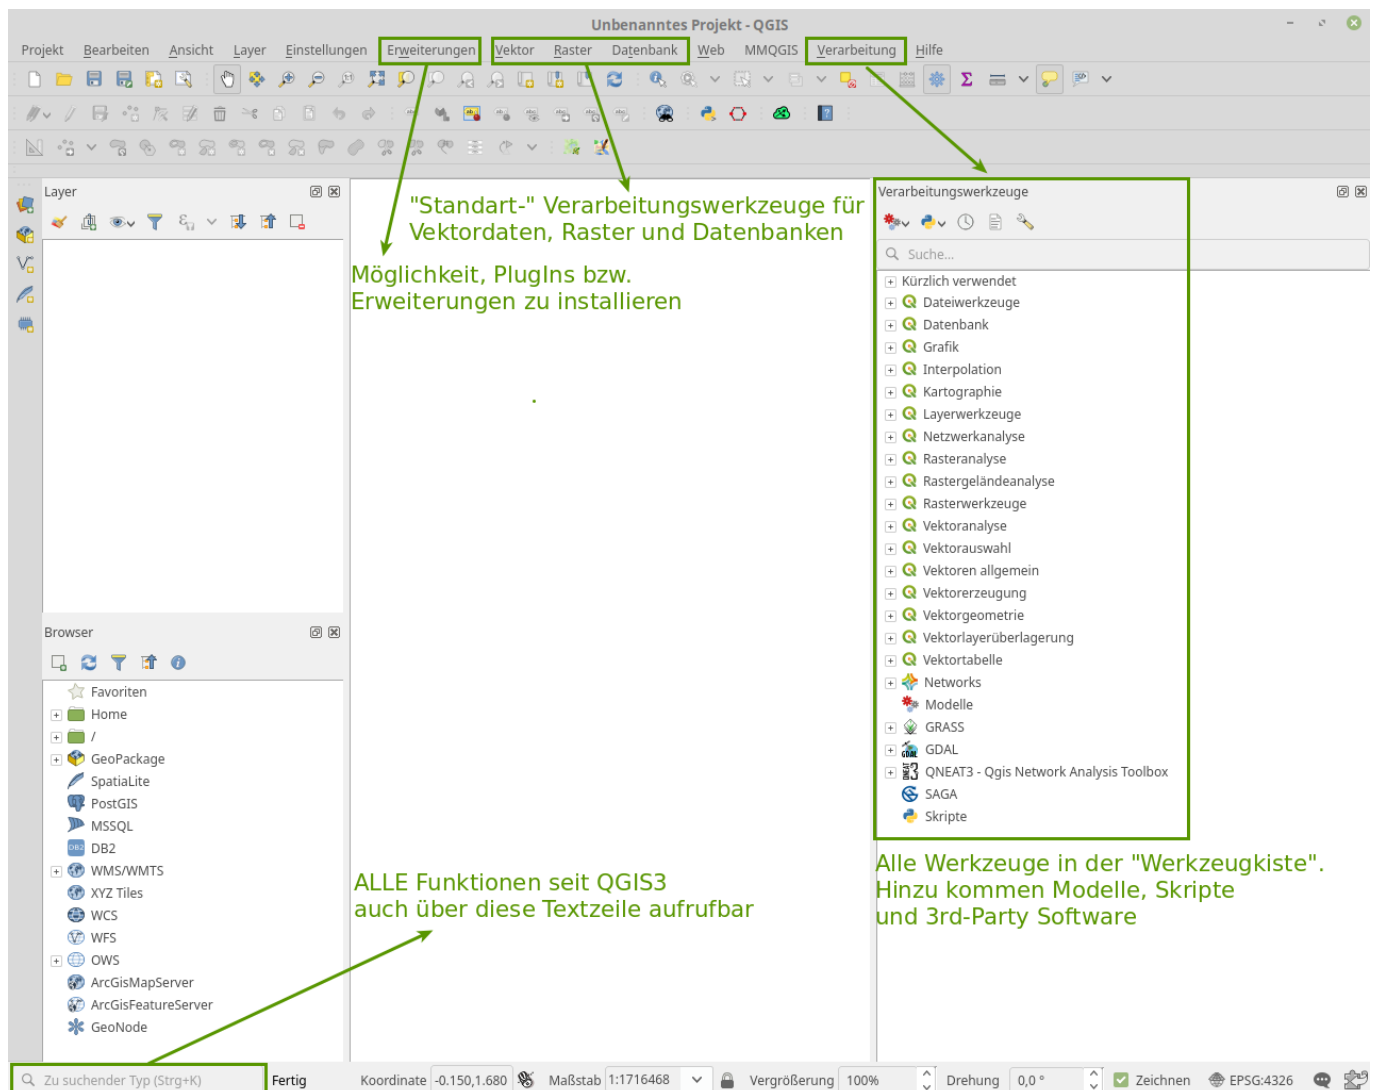 Unbenanntes Projekt - QGIS
Projekt Bearbeiten Ansicht Layer Einstellungen Erweiterungen Vektor Raster Datenbank Web MMQGIS Verarbeitung Hilfe
Layer
Verarbeitungswerkzeuge
"Standart-" Verarbeitungswerkzeuge für
Vektordaten, Raster und Datenbanken
Möglichkeit, PlugIns bzw.
Erweiterungen zu installieren
Suche...
Kürzlich verwendet
Dateiwerkzeuge
Datenbank
Grafik
Interpolation
Kartographie
Layerwerkzeuge
Netzwerkanalyse
Rasteranalyse
Rastergeländeanalyse
Rasterwerkzeuge
Vektoranalyse
Vektorauswahl
Vektoren allgemein
Vektorerzeugung
Vektorgeometrie
Vektorlayerüberlagerung
Vektortabelle
Networks
Modelle
GRASS
GDAL
QNEAT3 - Qgis Network Analysis Toolbox
SAGA
Skripte
Browser
Favoriten
Home
/
GeoPackage
SpatiaLite
PostGIS
MSSQL
DB2
WMS/WMTS
XYZ Tiles
WCS
WFS
OWS
ArcGisMapServer
ArcGisFeatureServer
GeoNode
ALLE Funktionen seit QGIS3
auch über diese Textzeile aufrufbar
Alle Werkzeuge in der "Werkzeugkiste".
Hinzu kommen Modelle, Skripte
und 3rd-Party Software
Zu suchender Typ (Strg+K) Fertig Koordinate -0.150,1.680 Maßstab 1:1716468 Vergrößerung 100% Drehung 0,0 ° Zeichnen EPSG:4326